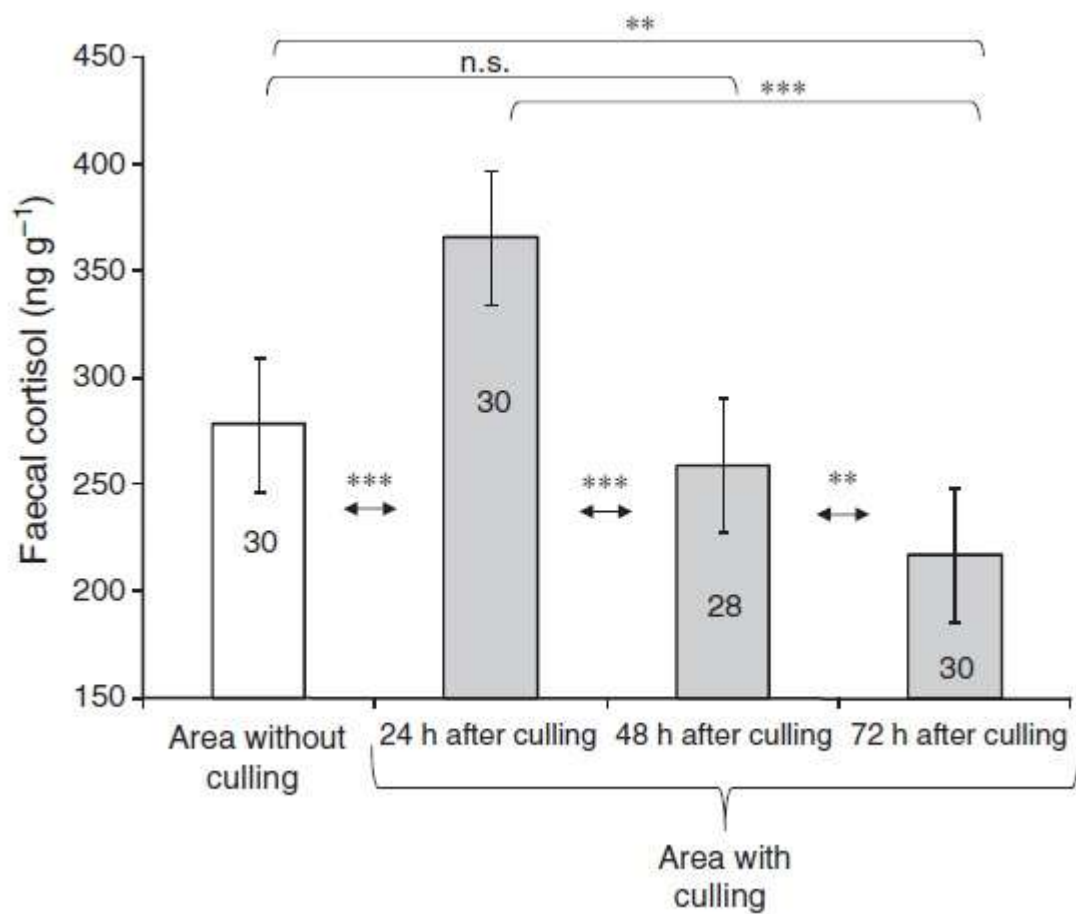 **
n.s.
***
450
400
350
300
250
200
150
Faecal cortisol (ng g⁻¹)
30
***
30
***
28
**
30
Area without
culling
24 h after culling
48 h after culling
72 h after culling
Area with
culling